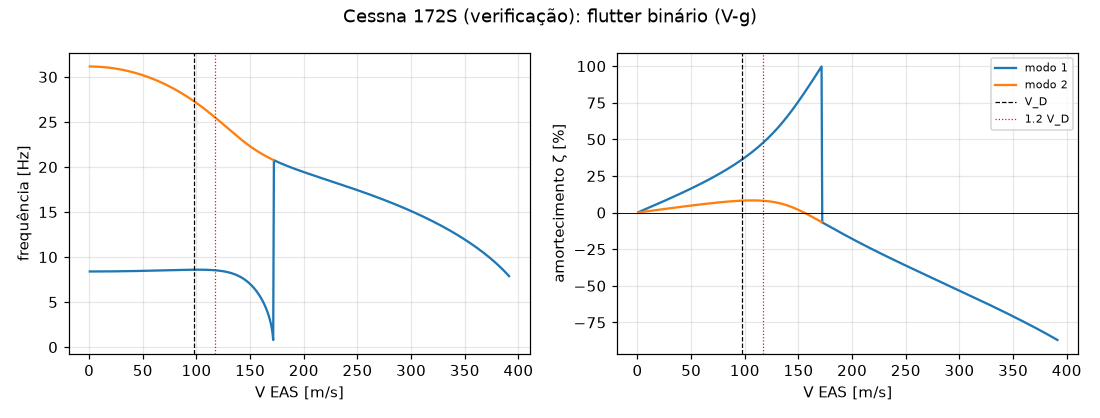 Cessna 172S (verificação): flutter binário (V-g)
frequência [Hz]
30
25
20
15
10
5
0
0 50 100 150 200 250 300 350 400
V EAS [m/s]
amortecimento ζ [%]
100
75
50
25
0
−25
−50
−75
0 50 100 150 200 250 300 350 400
V EAS [m/s]
modo 1
modo 2
V_D
1.2 V_D